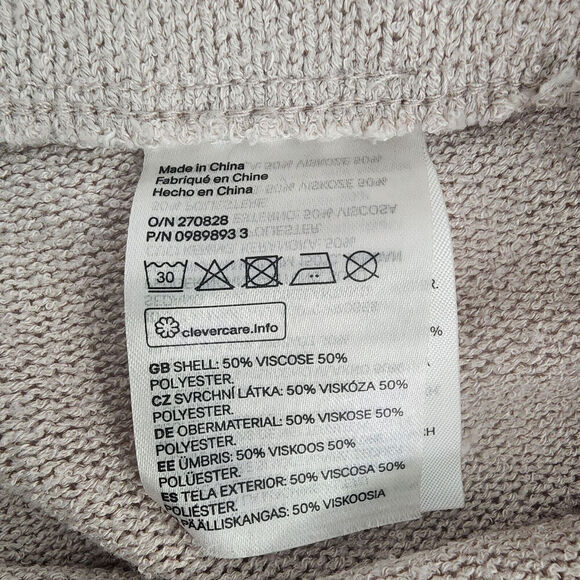 Made in China
Fabriqué en Chine
Hecho en China
O/N 270828
P/N 0989893 3
30
clevercare.info
GB SHELL: 50% VISCOSE 50%
POLYESTER.
CZ SVRCHNÍ LÁTKA: 50% VISKÓZA 50%
POLYESTER.
DE OBERMATERIAL: 50% VISKOSE 50%
POLYESTER.
EE ÜMBRIS: 50% VISKOOS 50%
POLÜESTER.
ES TELA EXTERIOR: 50% VISCOSA 50%
POLIÉSTER.
PÄÄLLISKANGAS: 50% VISKOOSIA